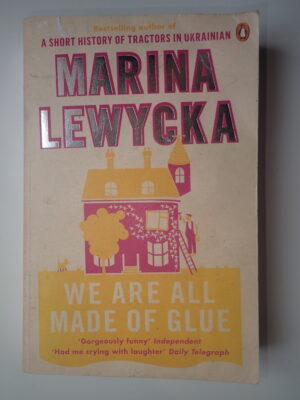 Bestselling author of
A SHORT HISTORY OF TRACTORS IN UKRAINIAN
MARINA
LEWYCKA
WE ARE ALL
MADE OF GLUE
'Gorgeously funny' Independent
'Had me crying with laughter' Daily Telegraph